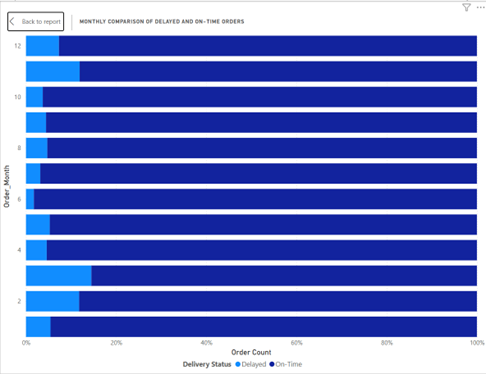 Back to report
MONTHLY COMPARISON OF DELAYED AND ON-TIME ORDERS
12
10
8
6
4
2
Order_Month
0% 20% 40% 60% 80% 100%
Order Count
Delivery Status Delayed On-Time